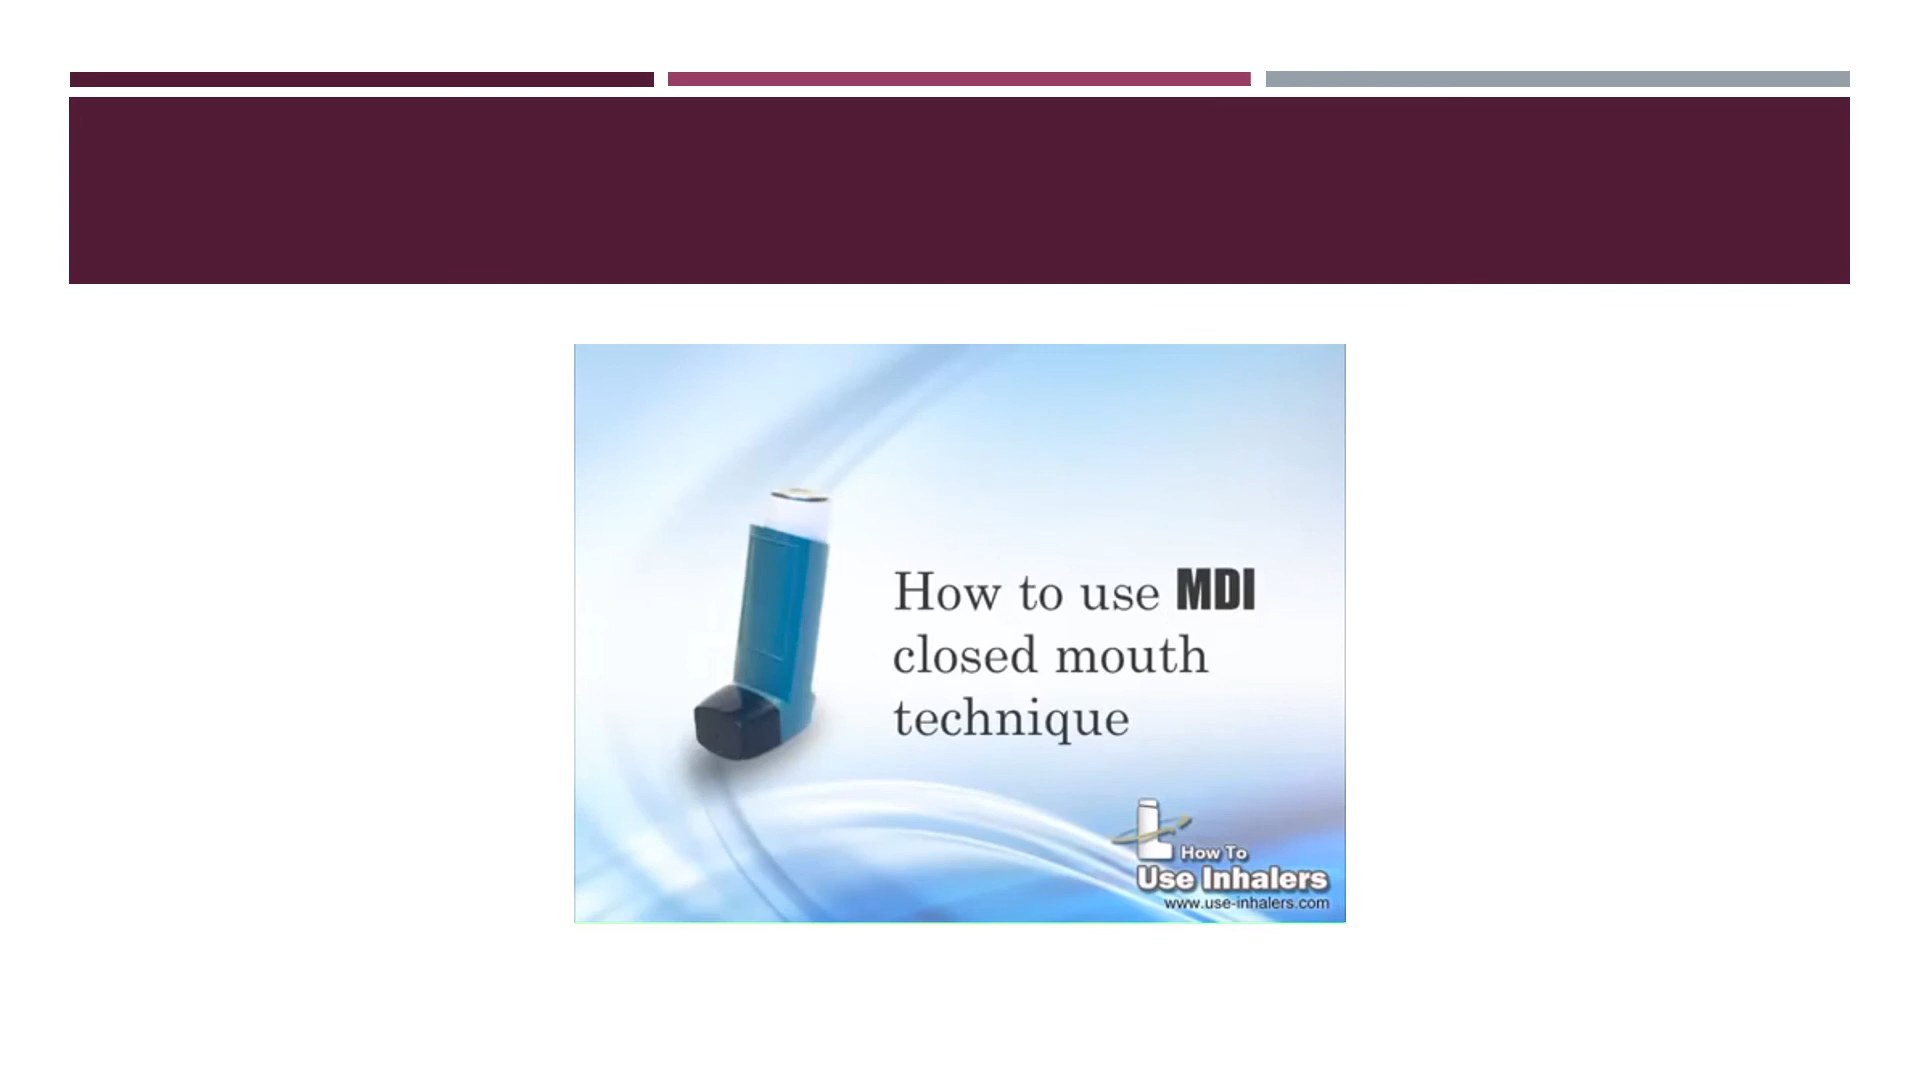 How to use MDI
closed mouth
technique
How To
Use Inhalers
www.use-inhalers.com